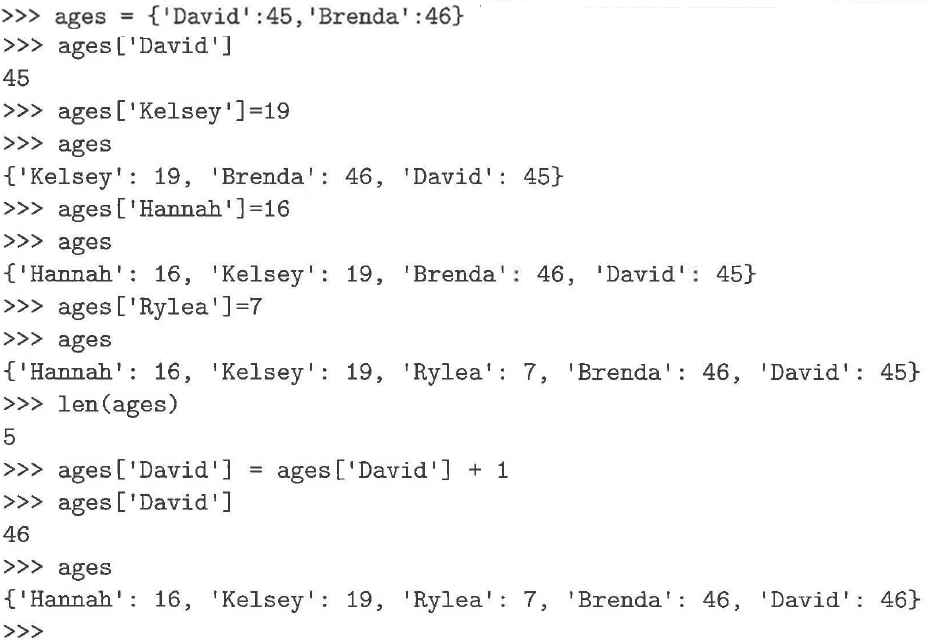 >>> ages = {'David':45,'Brenda':46}
>>> ages['David']
45
>>> ages['Kelsey']=19
>>> ages
{'Kelsey': 19, 'Brenda': 46, 'David': 45}
>>> ages['Hannah']=16
>>> ages
{'Hannah': 16, 'Kelsey': 19, 'Brenda': 46, 'David': 45}
>>> ages['Rylea']=7
>>> ages
{'Hannah': 16, 'Kelsey': 19, 'Rylea': 7, 'Brenda': 46, 'David': 45}
>>> len(ages)
5
>>> ages['David'] = ages['David'] + 1
>>> ages['David']
46
>>> ages
{'Hannah': 16, 'Kelsey': 19, 'Rylea': 7, 'Brenda': 46, 'David': 46}
>>>